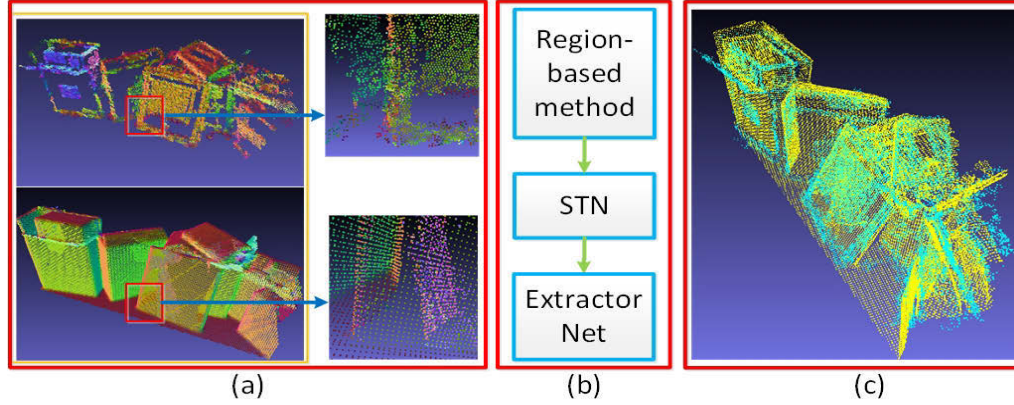 Region-
based
method
STN
Extractor
Net
(a)
(b)
(c)